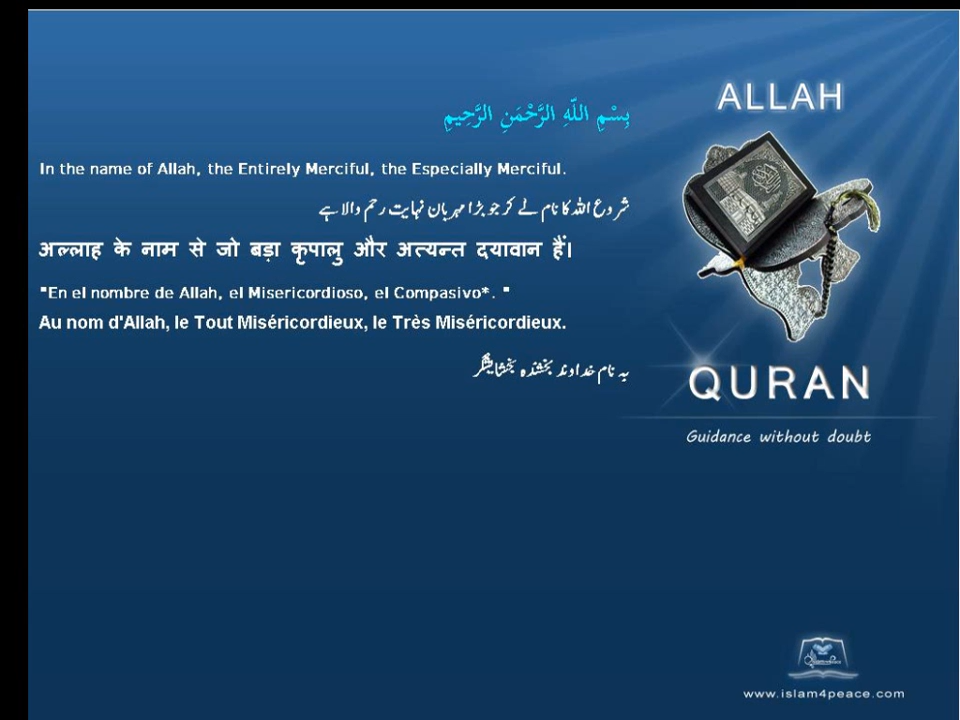 بِسْمِ اللَّهِ الرَّحْمَنِ الرَّحِيمِ
In the name of Allah, the Entirely Merciful, the Especially Merciful.
شروع اللہ کا نام لے کر جو بڑا مہربان نہایت رحم والا ہے
अल्लाह के नाम से जो बड़ा कृपालु और अत्यन्त दयावान हैं।
"En el nombre de Allah, el Misericordioso, el Compasivo*. "
Au nom d'Allah, le Tout Miséricordieux, le Très Miséricordieux.
به نام خداوند بخشنده بخشایشگر
ALLAH
QURAN
Guidance without doubt
www.islam4peace.com